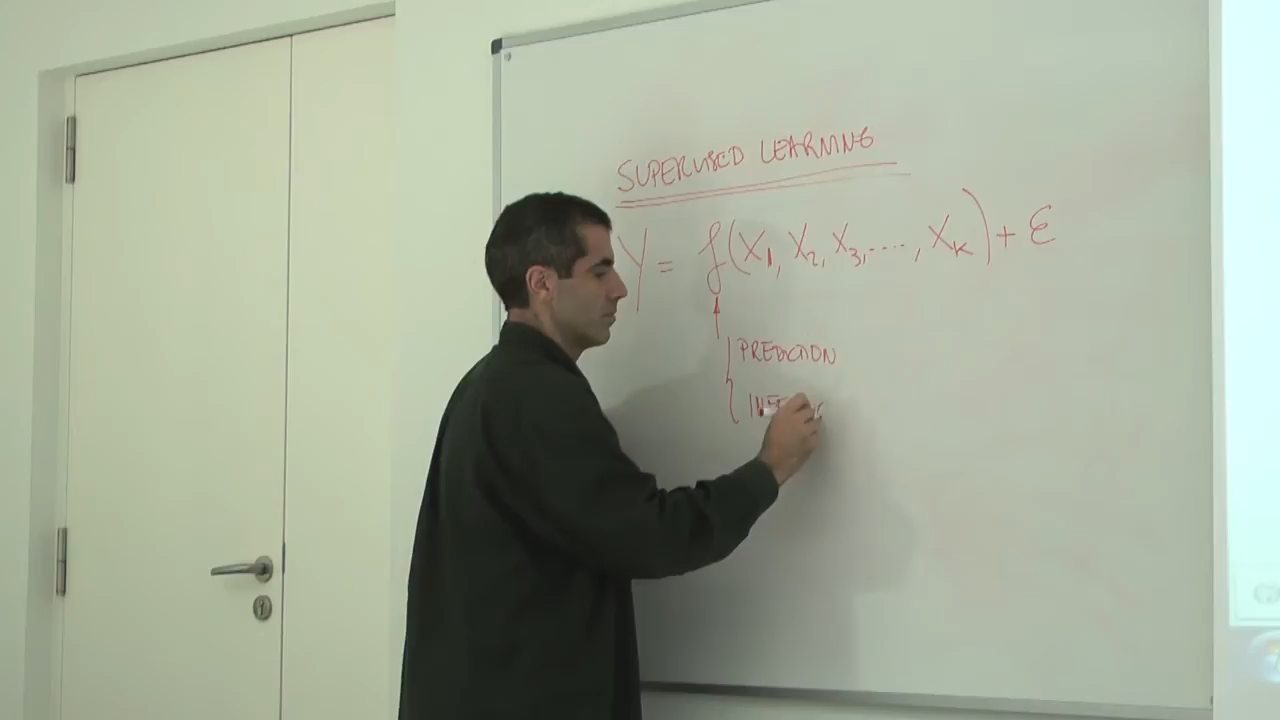 SUPERVISED LEARNING
Y = f(X₁, X₂, X₃, ...., Xₖ) + ε
PREDICTION